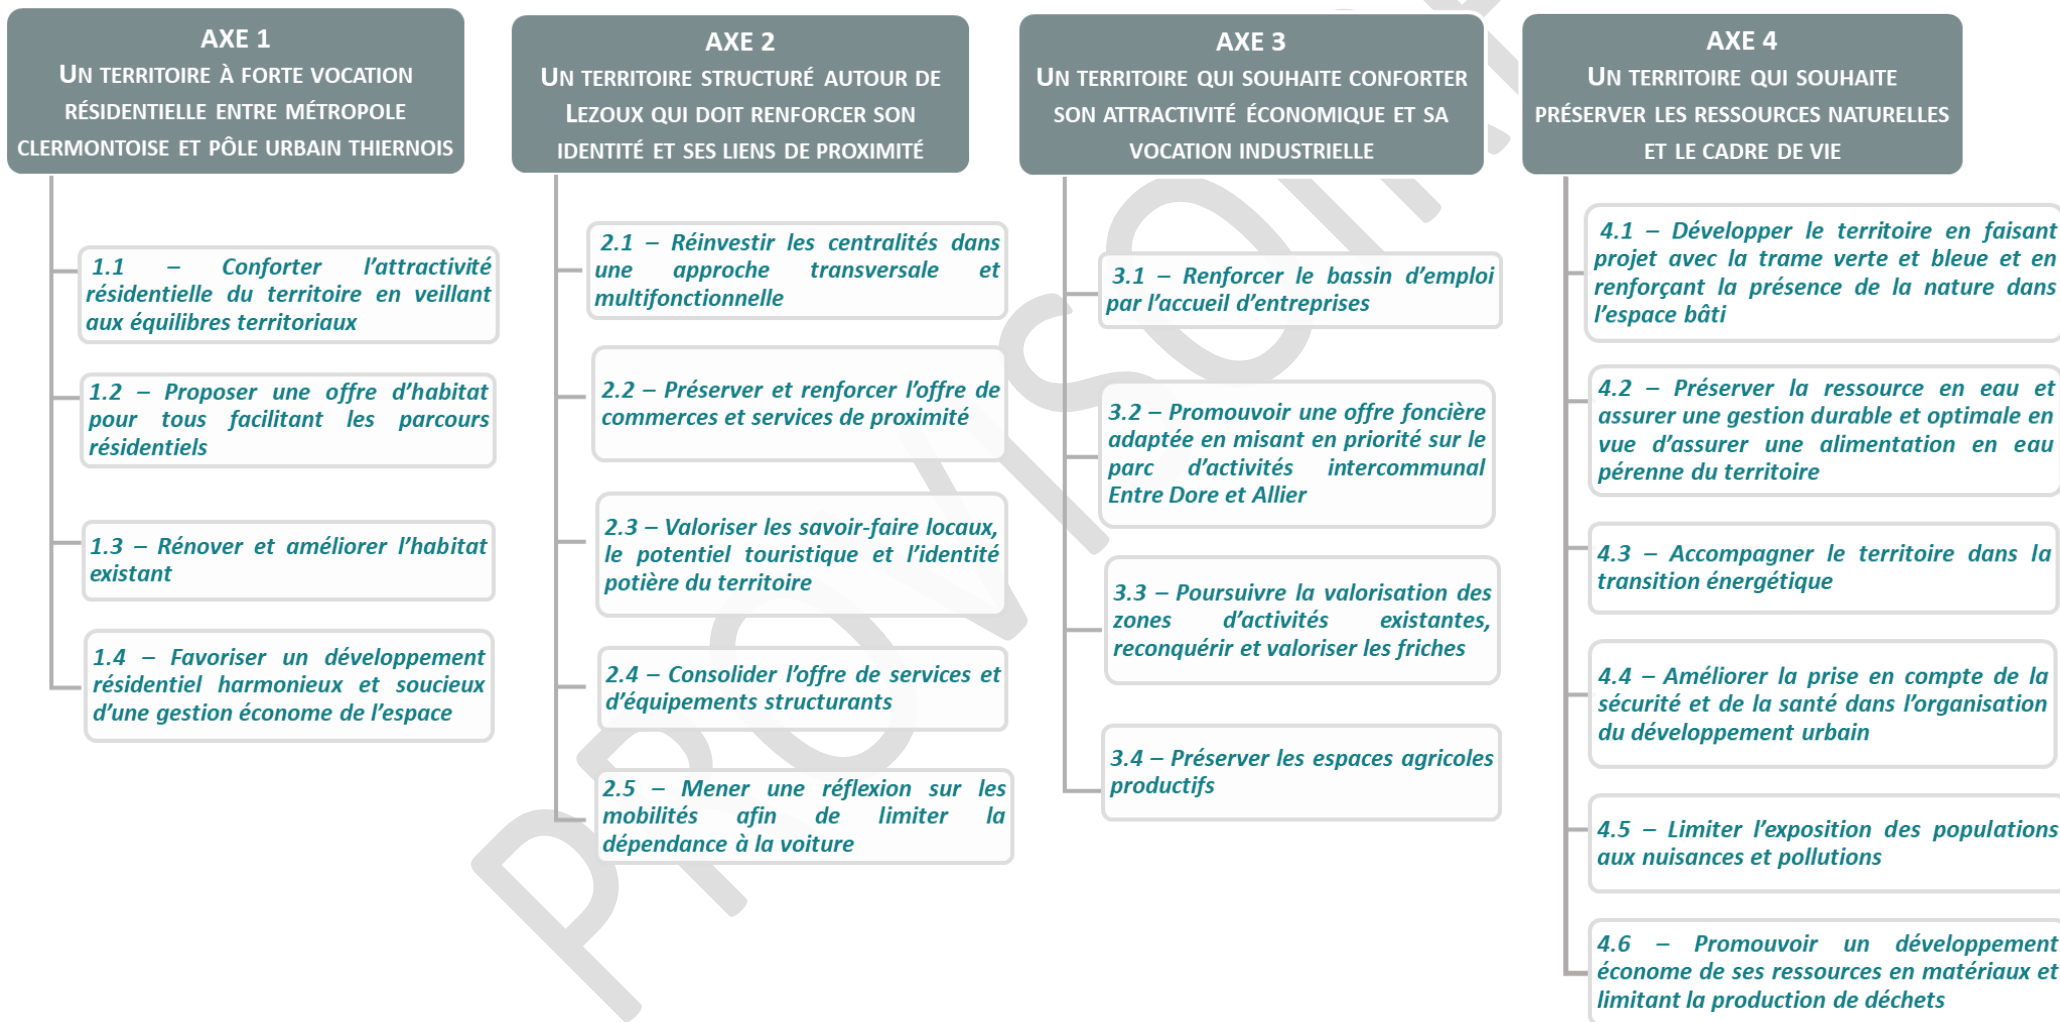 AXE 1
UN TERRITOIRE À FORTE VOCATION
RÉSIDENTIELLE ENTRE MÉTROPOLE
CLERMONTOISE ET PÔLE URBAIN THIERNOIS
1.1 – Conforter l'attractivité
résidentielle du territoire en veillant
aux équilibres territoriaux
1.2 – Proposer une offre d'habitat
pour tous facilitant les parcours
résidentiels
1.3 – Rénover et améliorer l'habitat
existant
1.4 – Favoriser un développement
résidentiel harmonieux et soucieux
d'une gestion économe de l'espace
AXE 2
UN TERRITOIRE STRUCTURÉ AUTOUR DE
LEZOUX QUI DOIT RENFORCER SON
IDENTITÉ ET SES LIENS DE PROXIMITÉ
2.1 – Réinvestir les centralités dans
une approche transversale et
multifonctionnelle
2.2 – Préserver et renforcer l'offre de
commerces et services de proximité
2.3 – Valoriser les savoir-faire locaux,
le potentiel touristique et l'identité
potière du territoire
2.4 – Consolider l'offre de services et
d'équipements structurants
2.5 – Mener une réflexion sur les
mobilités afin de limiter la
dépendance à la voiture
AXE 3
UN TERRITOIRE QUI SOUHAITE CONFORTER
SON ATTRACTIVITÉ ÉCONOMIQUE ET SA
VOCATION INDUSTRIELLE
3.1 – Renforcer le bassin d'emploi
par l'accueil d'entreprises
3.2 – Promouvoir une offre foncière
adaptée en misant en priorité sur le
parc d'activités intercommunal
Entre Dore et Allier
3.3 – Poursuivre la valorisation des
zones d'activités existantes,
reconquérir et valoriser les friches
3.4 – Préserver les espaces agricoles
productifs
AXE 4
UN TERRITOIRE QUI SOUHAITE
PRÉSERVER LES RESSOURCES NATURELLES
ET LE CADRE DE VIE
4.1 – Développer le territoire en faisant
projet avec la trame verte et bleue et en
renforçant la présence de la nature dans
l'espace bâti
4.2 – Préserver la ressource en eau et
assurer une gestion durable et optimale en
vue d'assurer une alimentation en eau
pérenne du territoire
4.3 – Accompagner le territoire dans la
transition énergétique
4.4 – Améliorer la prise en compte de la
sécurité et de la santé dans l'organisation
du développement urbain
4.5 – Limiter l'exposition des populations
aux nuisances et pollutions
4.6 – Promouvoir un développement
économe de ses ressources en matériaux et
limitant la production de déchets